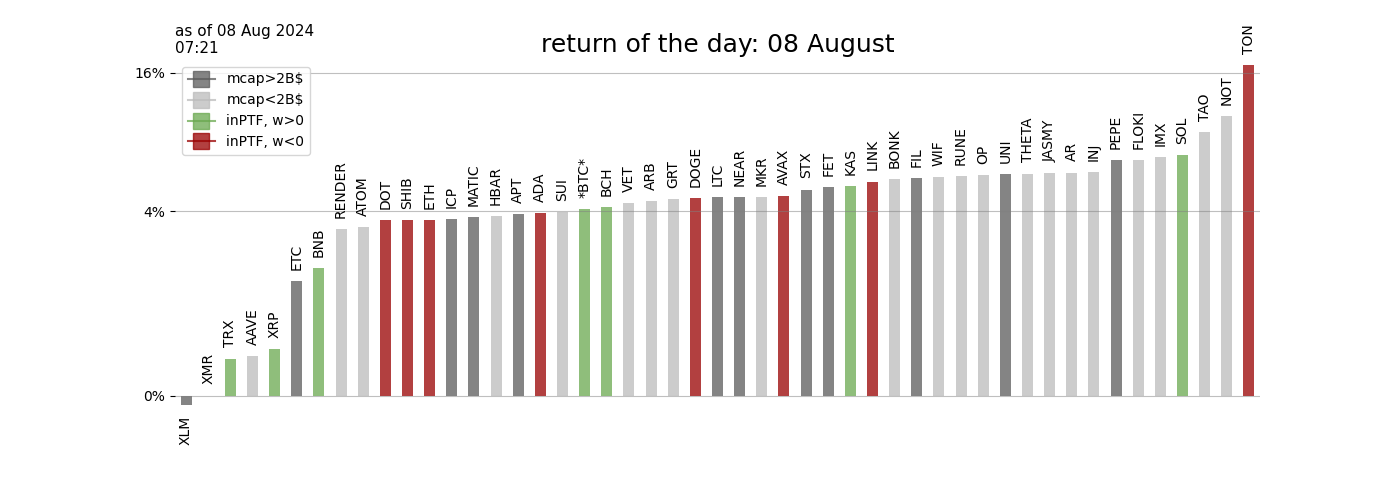 as of 08 Aug 2024
07:21
return of the day: 08 August
mcap>2B$
mcap<2B$
inPTF, w>0
inPTF, w<0
16%
4%
0%
XLM
XMR
TRX
AAVE
XRP
ETC
BNB
RENDER
ATOM
DOT
SHIB
ETH
ICP
MATIC
HBAR
APT
ADA
SUI
*BTC*
BCH
VET
ARB
GRT
DOGE
LTC
NEAR
MKR
AVAX
STX
FET
KAS
LINK
BONK
FIL
WIF
RUNE
OP
UNI
THETA
JASMY
AR
INJ
PEPE
FLOKI
IMX
SOL
TAO
NOT
TON